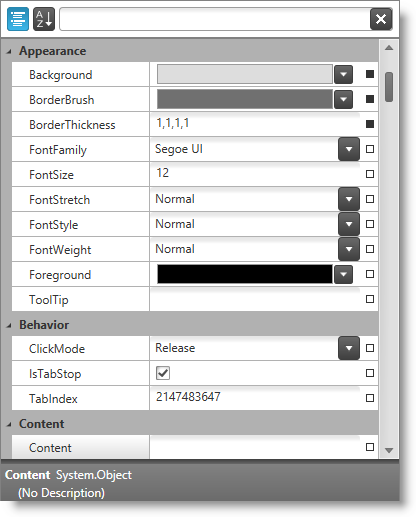 A Z
Appearance
Background
BorderBrush
BorderThickness 1,1,1,1
FontFamily Segoe UI
FontSize 12
FontStretch Normal
FontStyle Normal
FontWeight Normal
Foreground
ToolTip
Behavior
ClickMode Release
IsTabStop
TabIndex 2147483647
Content
Content
Content System.Object
(No Description)